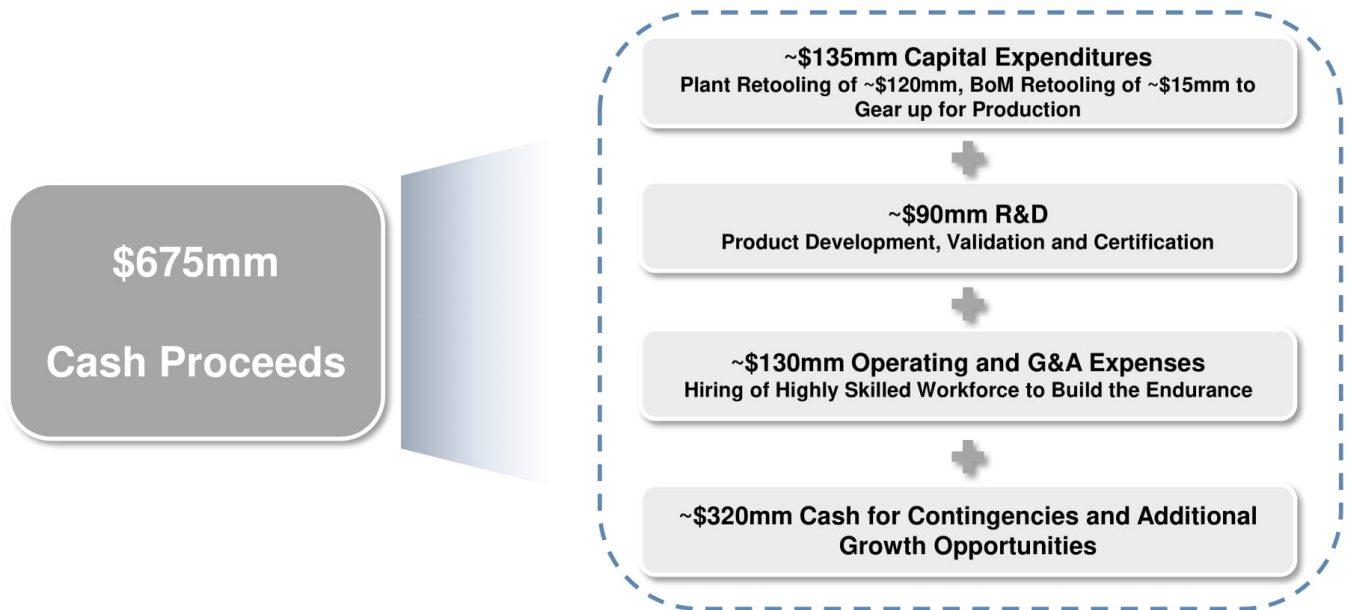 $675mm
Cash Proceeds
~$135mm Capital Expenditures
Plant Retooling of ~$120mm, BoM Retooling of ~$15mm to
Gear up for Production
~$90mm R&D
Product Development, Validation and Certification
~$130mm Operating and G&A Expenses
Hiring of Highly Skilled Workforce to Build the Endurance
~$320mm Cash for Contingencies and Additional
Growth Opportunities